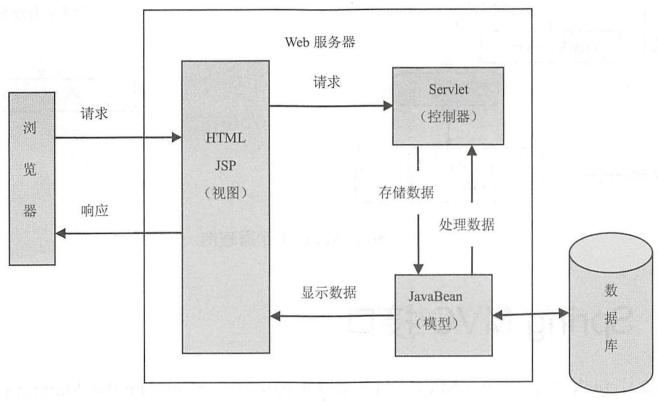 Web 服务器
浏
览
器
请求
响应
HTML
JSP
（视图）
请求
Servlet
（控制器）
存储数据
处理数据
显示数据
JavaBean
（模型）
数
据
库